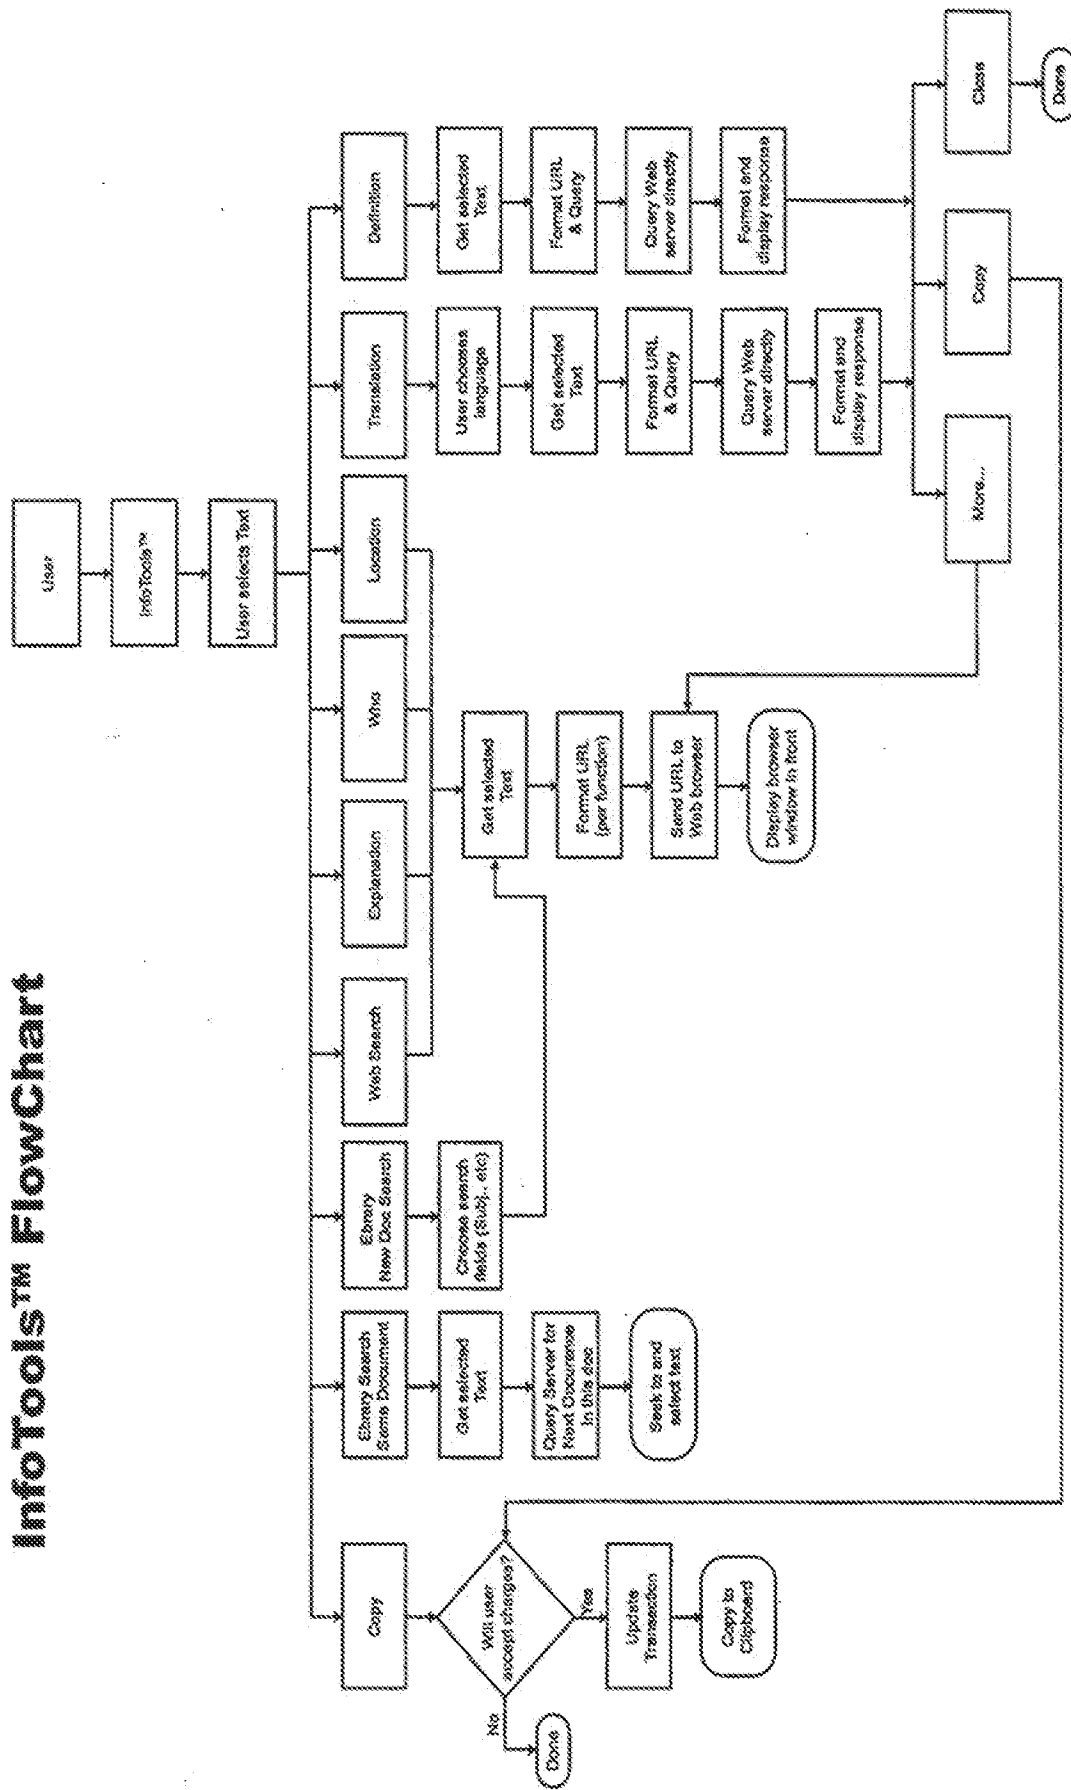 InfoTools™ FlowChart
User
InfoTools™
User selects Text
Copy
Ebrary Search
Same Document
Ebrary
New Doc Search
Web Search
Explanation
Who
Location
Translation
Definition
Will user
accept charges?
No
Yes
Done
Update
Transaction
Copy to
Clipboard
Get selected
Text
Query Server for
Next Occurance
in this doc
Seek to and
select text
Choose search
fields (Subj., etc)
Get selected
Text
Format URL
(per function)
Send URL to
Web browser
Display browser
window in front
User chooses
language
Get selected
Text
Format URL
& Query
Query Web
server directly
Format and
display response
Get selected
Text
Format URL
& Query
Query Web
server directly
Format and
display response
More...
Copy
Close
Done